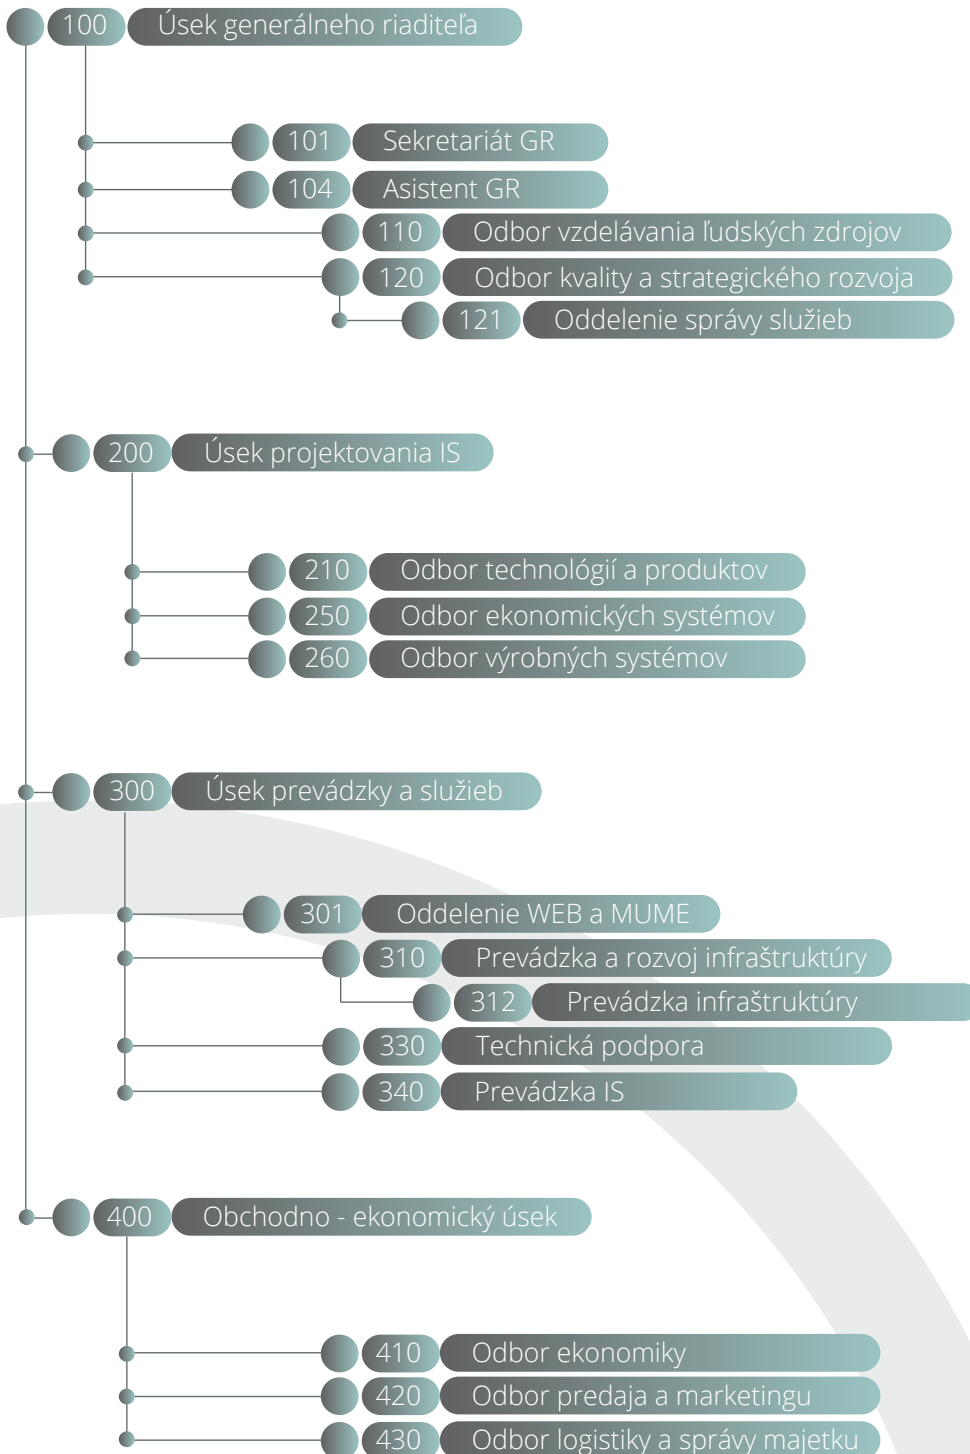 100 Úsek generálneho riaditeľa
101 Sekretariát GR
104 Asistent GR
110 Odbor vzdelávania ľudských zdrojov
120 Odbor kvality a strategického rozvoja
121 Oddelenie správy služieb
200 Úsek projektovania IS
210 Odbor technológií a produktov
250 Odbor ekonomických systémov
260 Odbor výrobných systémov
300 Úsek prevádzky a služieb
301 Oddelenie WEB a MUME
310 Prevádzka a rozvoj infraštruktúry
312 Prevádzka infraštruktúry
330 Technická podpora
340 Prevádzka IS
400 Obchodno - ekonomický úsek
410 Odbor ekonomiky
420 Odbor predaja a marketingu
430 Odbor logistiky a správy majetku